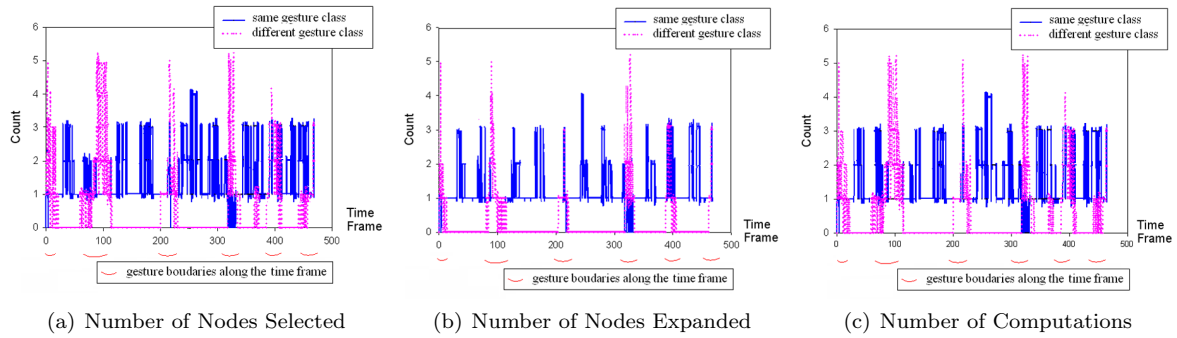 same gesture class
different gesture class
6
5
4
3
2
1
0
Count
0
100
200
300
400
500
Time
Frame
gesture boudaries along the time frame
(a) Number of Nodes Selected
same gesture class
different gesture class
6
5
4
3
2
1
0
Count
0
100
200
300
400
500
Time
Frame
gesture boudaries along the time frame
(b) Number of Nodes Expanded
same gesture class
different gesture class
6
5
4
3
2
1
0
Count
0
100
200
300
400
500
Time
Frame
gesture boudaries along the time frame
(c) Number of Computations